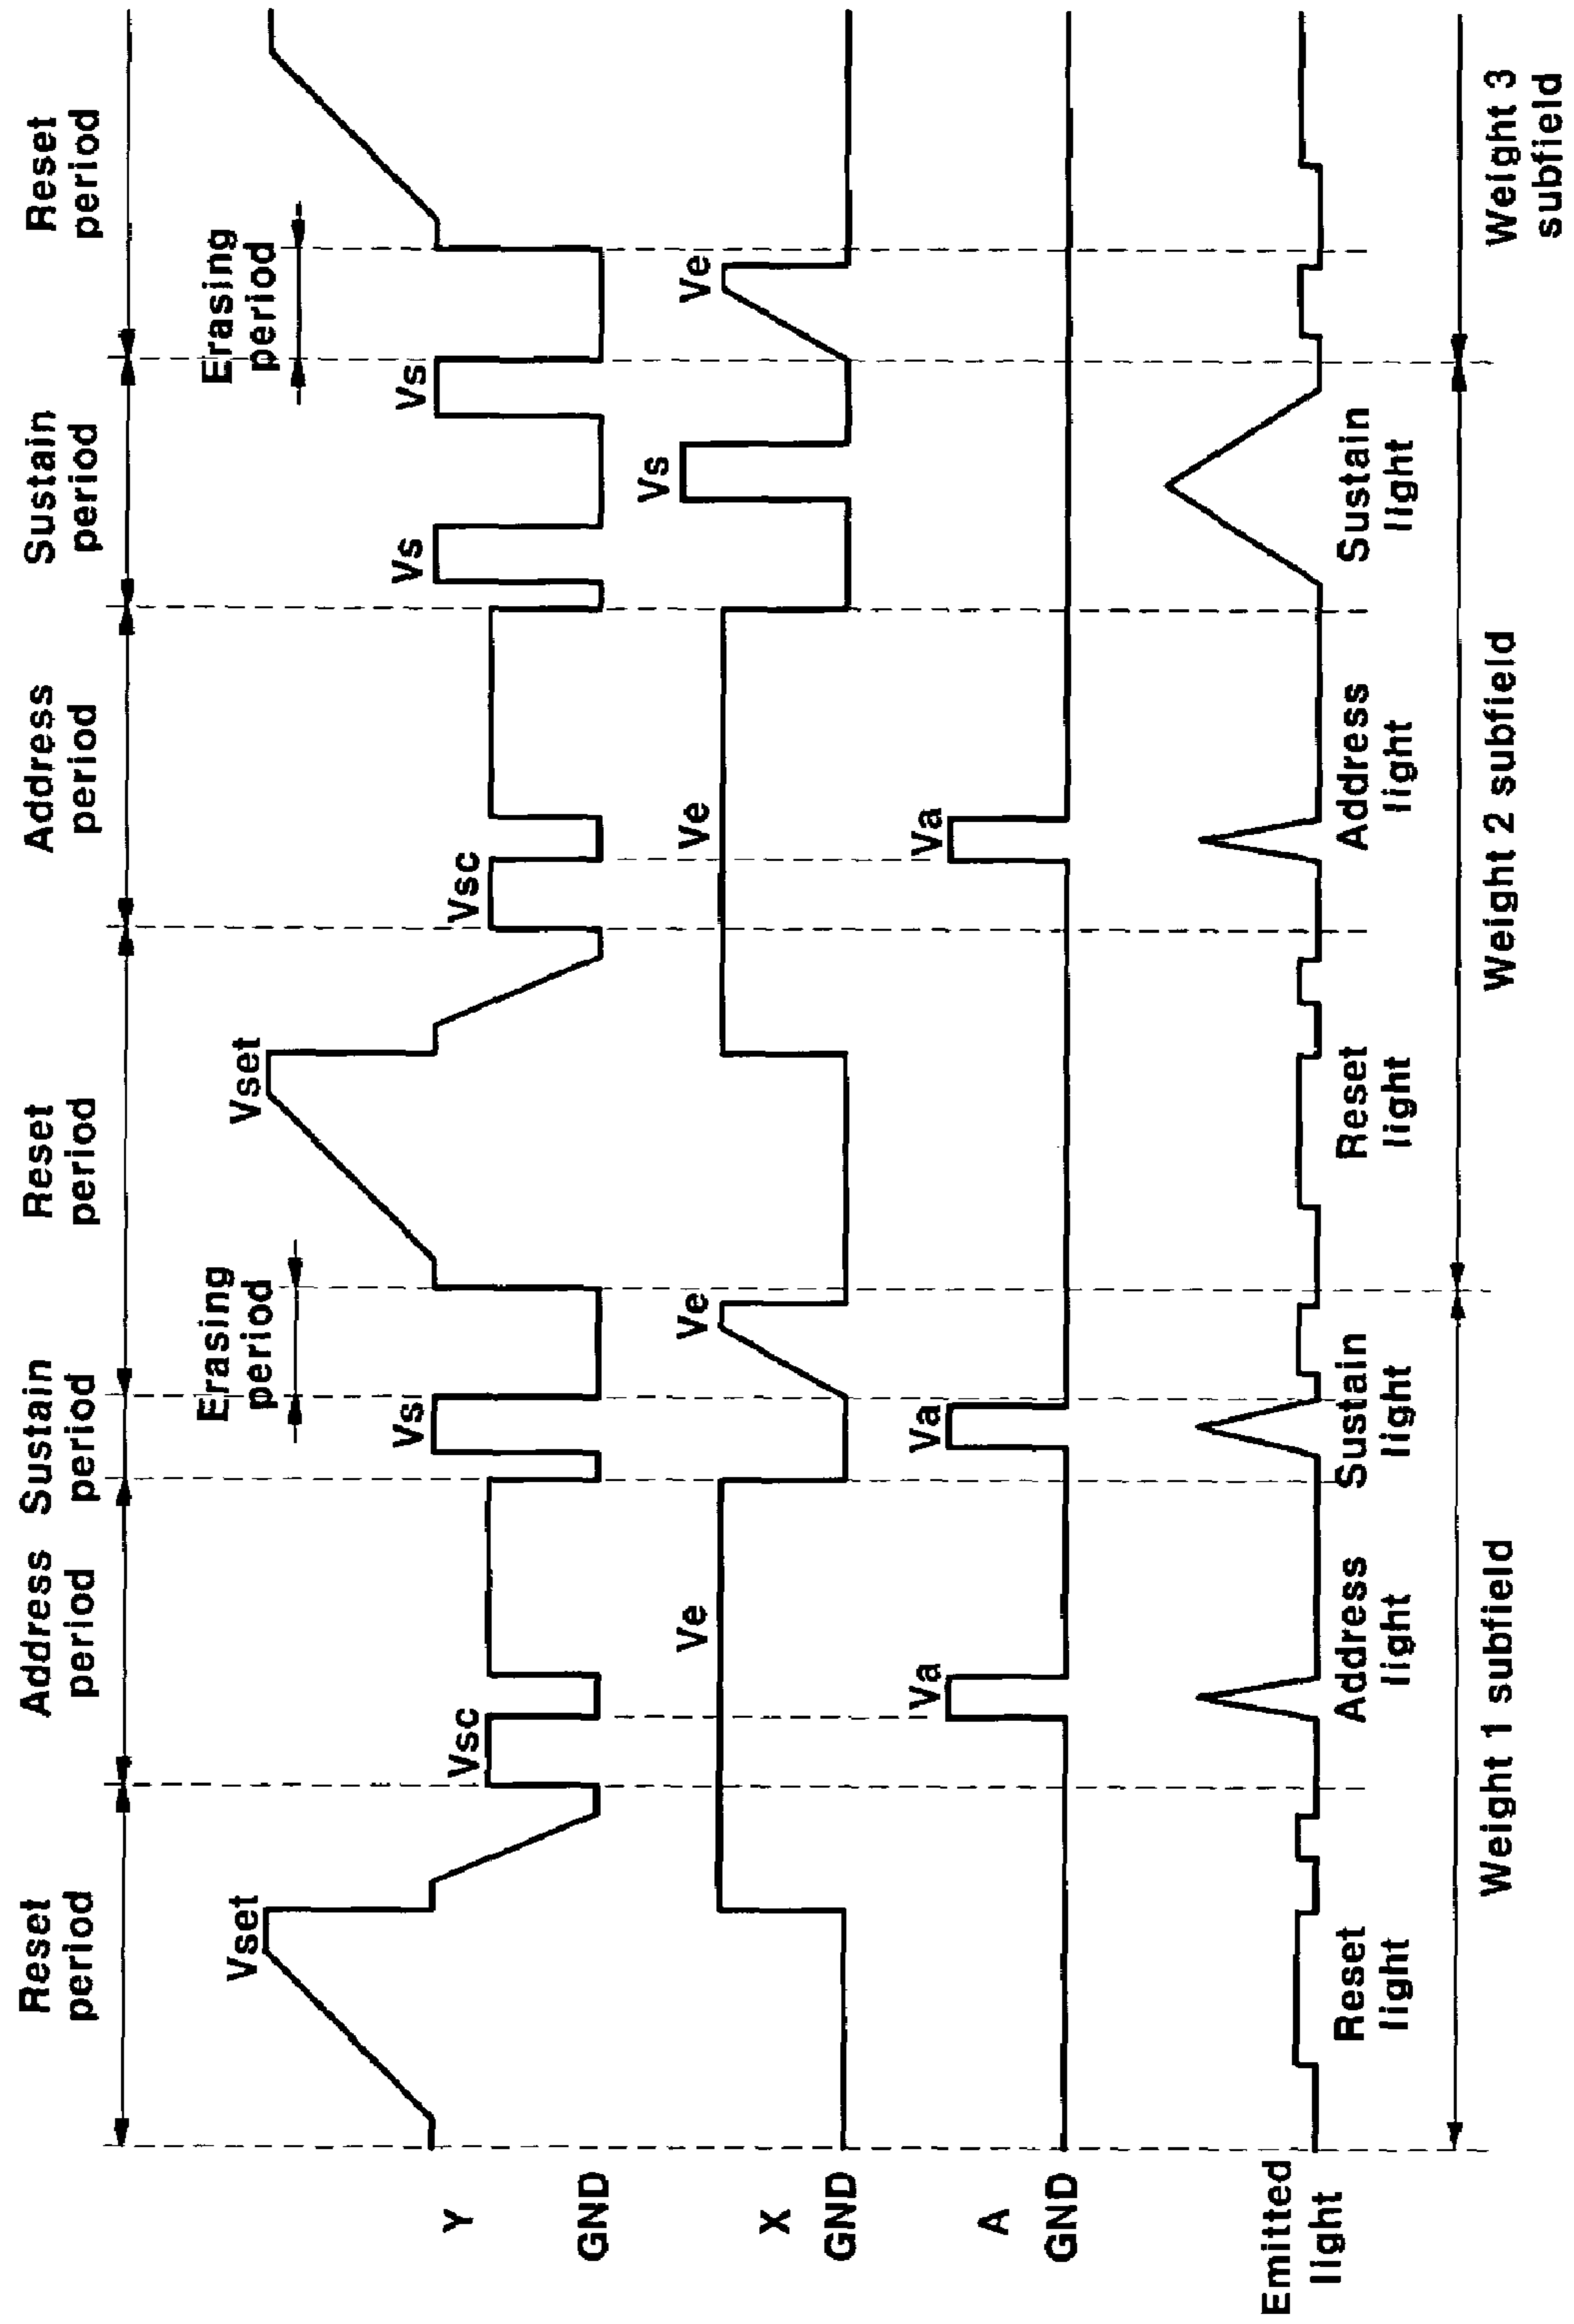 Reset
period
Address
period
Sustain
period
Reset
period
Address
period
Sustain
period
Reset
period
Erasing
period
Erasing
period
Y
Vset
Vsc
Vs
Vset
Vsc
Vs
Vs
GND
X
Ve
Ve
Ve
Vs
Ve
GND
A
Va
Va
Va
GND
Emitted
light
Reset
light
Address
light
Sustain
light
Reset
light
Address
light
Sustain
light
Weight 1 subfield
Weight 2 subfield
Weight 3
subfield